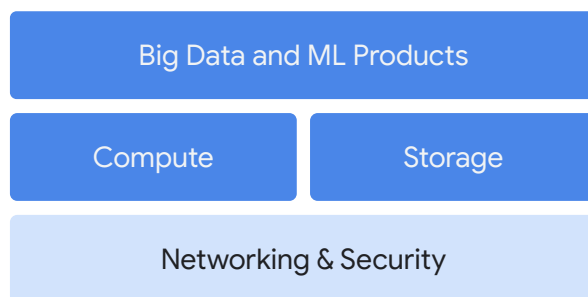 Big Data and ML Products
Compute
Storage
Networking & Security